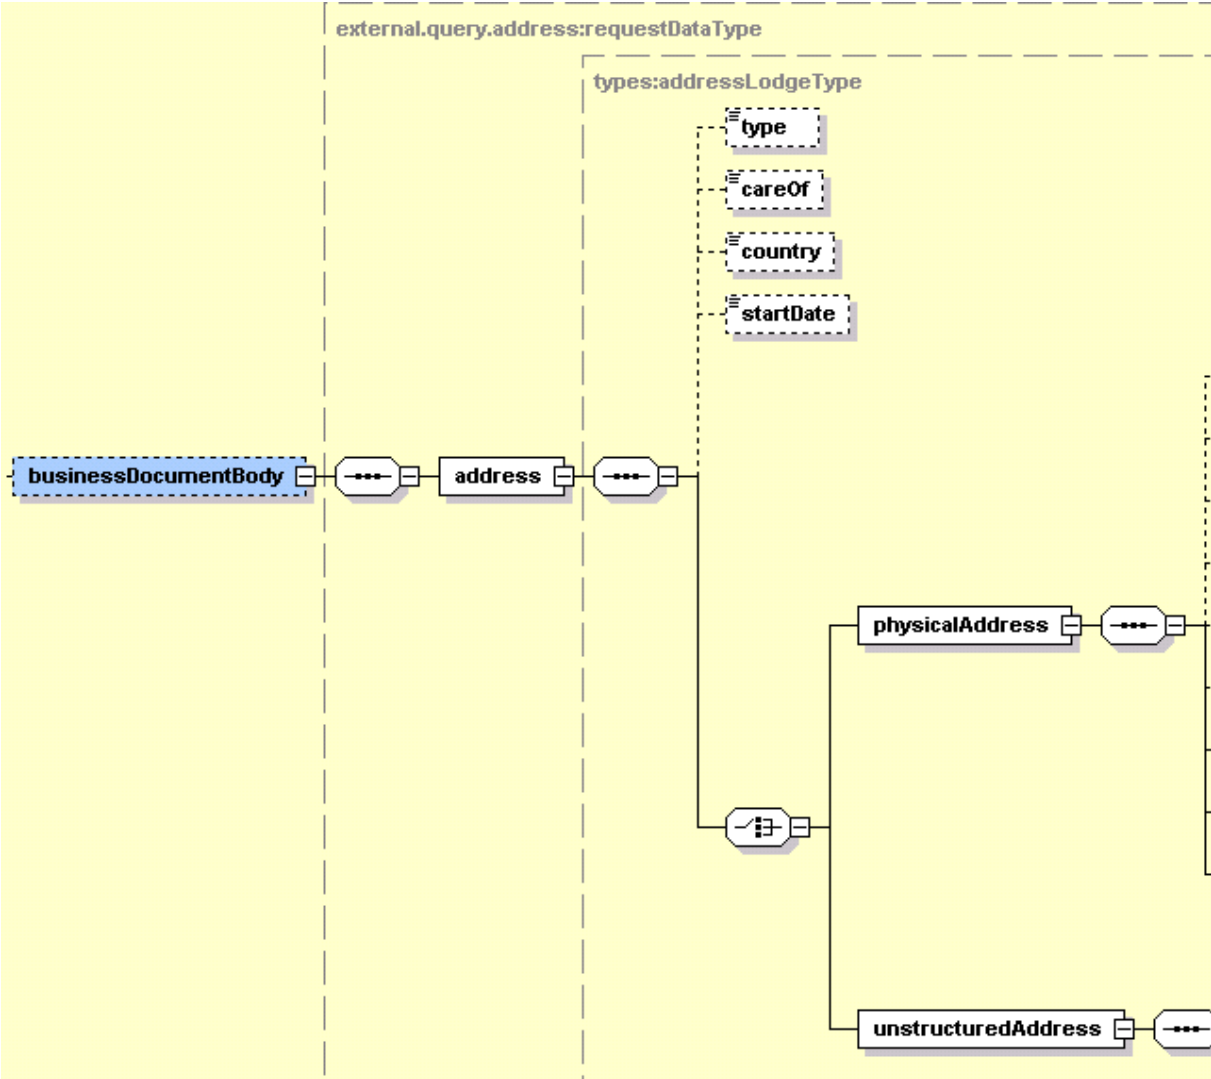 external.query.address:requestDataType
types:addressLodgeType
type
careOf
country
startDate
businessDocumentBody
address
physicalAddress
unstructuredAddress